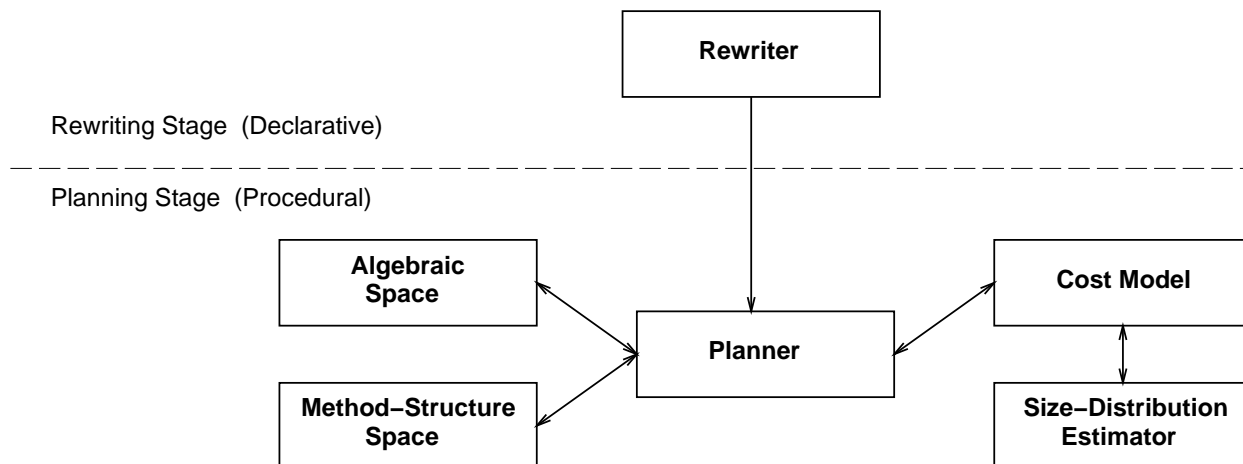 Rewriter
Rewriting Stage (Declarative)
Planning Stage (Procedural)
Algebraic
Space
Cost Model
Planner
Method−Structure
Space
Size−Distribution
Estimator